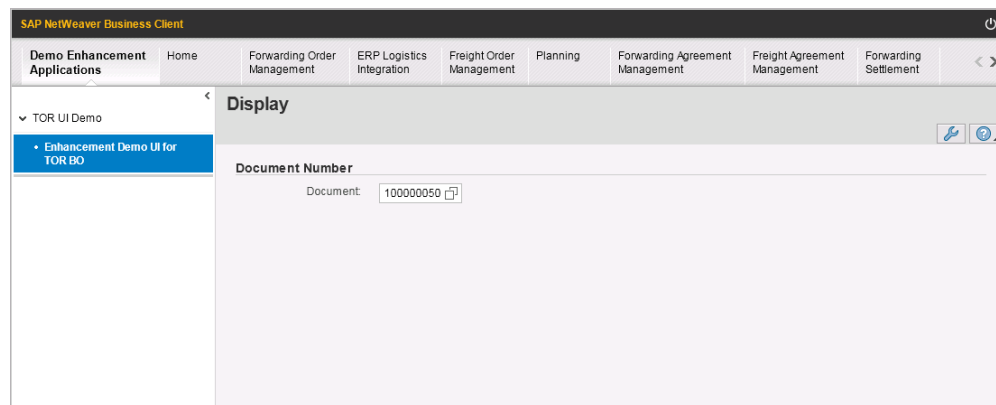 SAP NetWeaver Business Client
Demo Enhancement Applications
Home
Forwarding Order Management
ERP Logistics Integration
Freight Order Management
Planning
Forwarding Agreement Management
Freight Agreement Management
Forwarding Settlement
TOR UI Demo
Enhancement Demo UI for
TOR BO
Display
Document Number
Document: 100000050